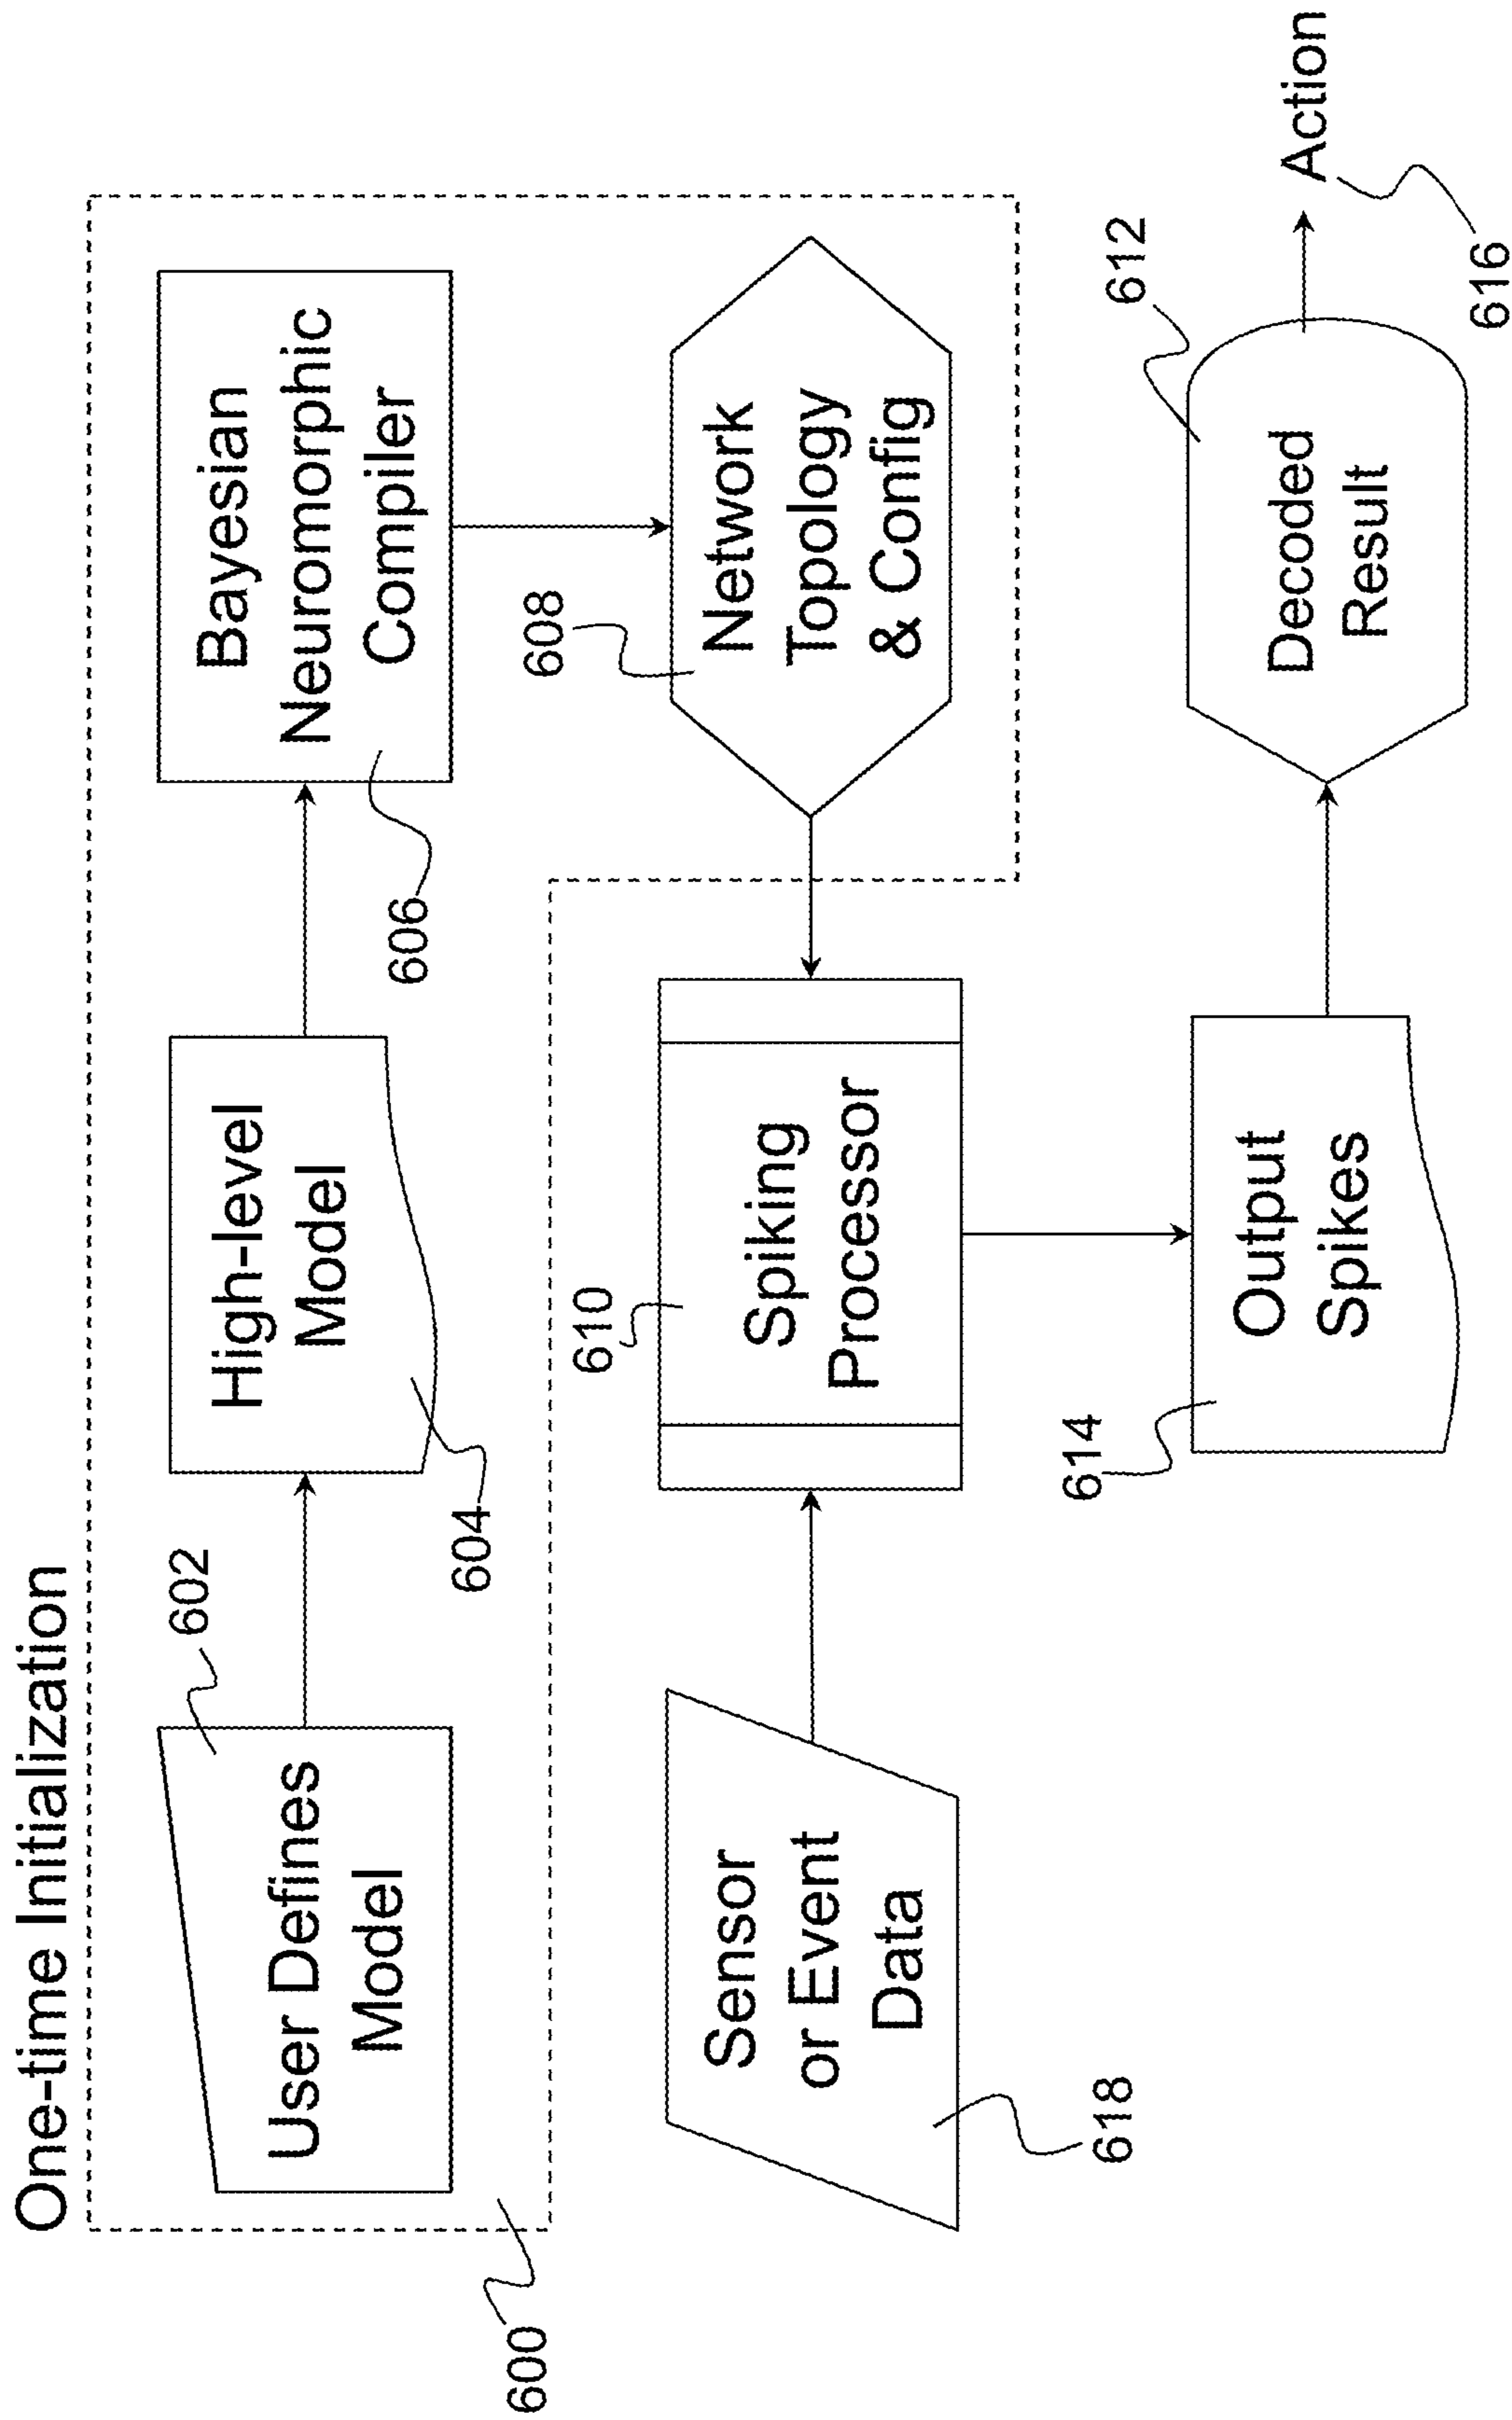 One-time Initialization
602
User Defines
Model
High-level
Model
604
Bayesian
Neuromorphic
Compiler
606
600
608
Network
Topology
& Config
610
Spiking
Processor
Sensor
or Event
Data
618
614
Output
Spikes
612
Decoded
Result
Action
616